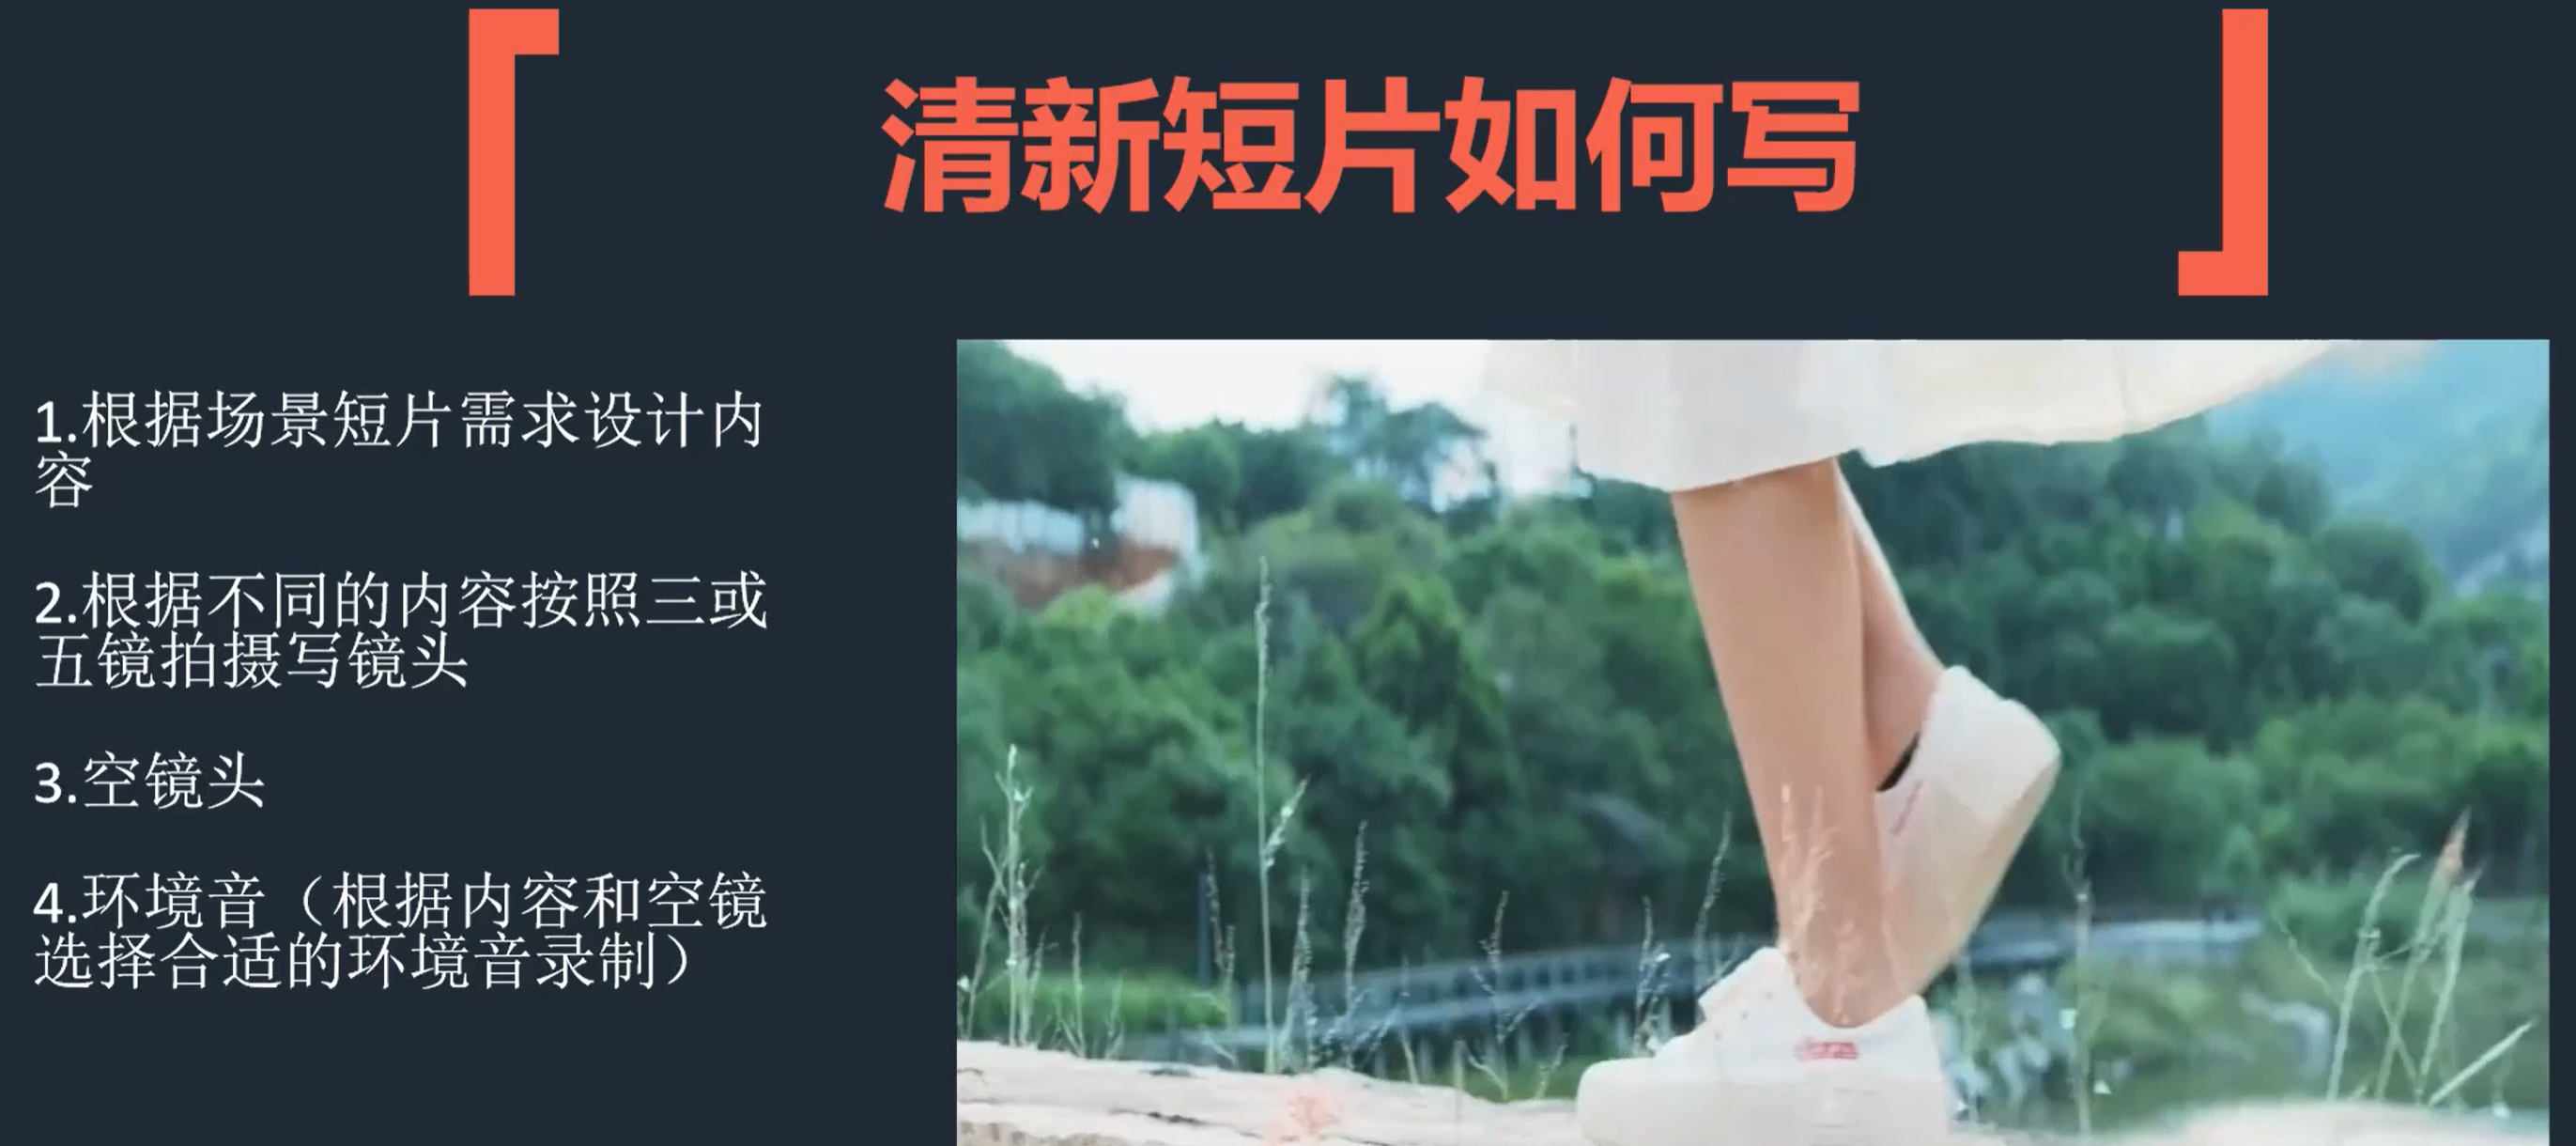 清新短片如何写
1.根据场景短片需求设计内
容
2.根据不同的内容按照三或
五镜拍摄写镜头
3.空镜头
4.环境音（根据内容和空镜
选择合适的环境音录制）